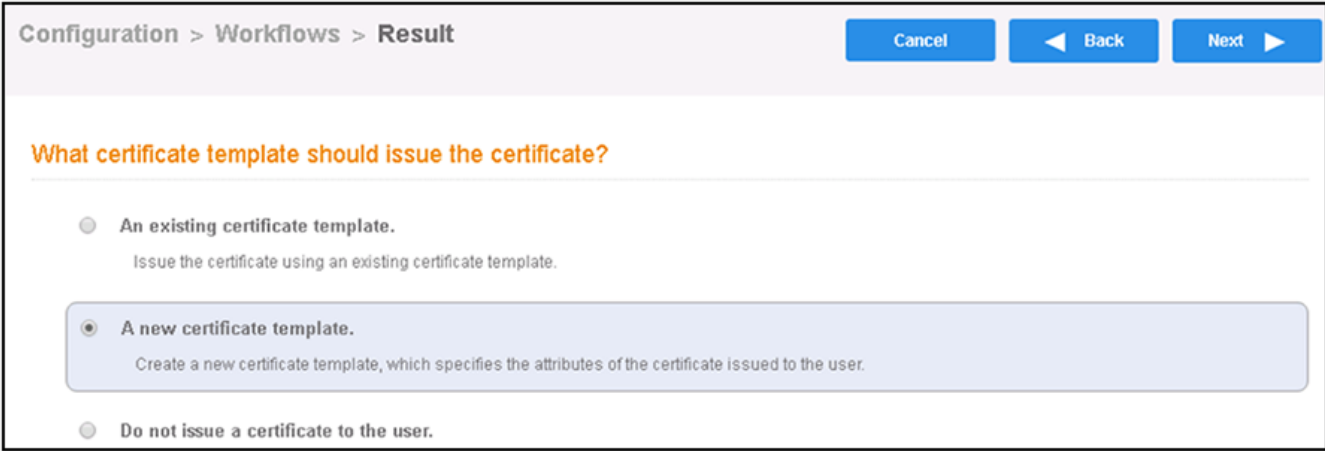 Configuration > Workflows > Result
Cancel
Back
Next
What certificate template should issue the certificate?
An existing certificate template.
Issue the certificate using an existing certificate template.
A new certificate template.
Create a new certificate template, which specifies the attributes of the certificate issued to the user.
Do not issue a certificate to the user.